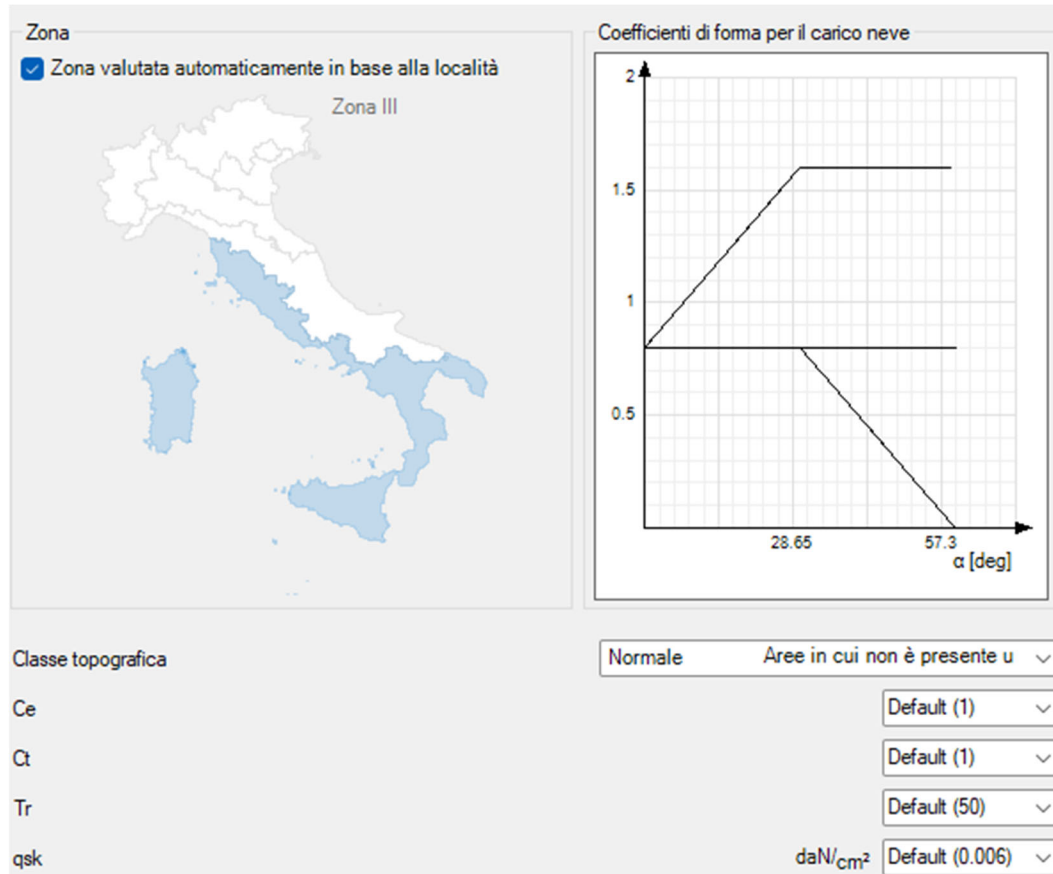 Zona
Zona valutata automaticamente in base alla località
Zona III
Coefficienti di forma per il carico neve
2
1.5
1
0.5
28.65
57.3
α [deg]
Classe topografica
Normale Aree in cui non è presente u
Ce
Default (1)
Ct
Default (1)
Tr
Default (50)
qsk
daN/cm² Default (0.006)